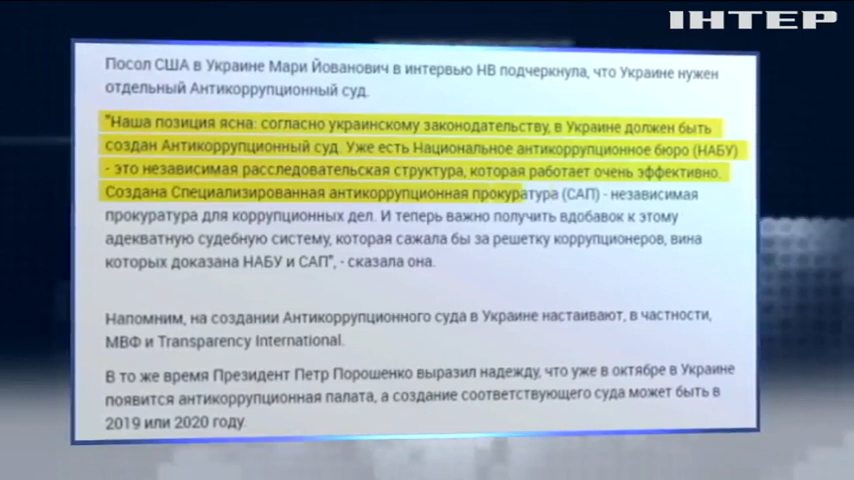 ІНТЕР
Посол США в Украине Мари Йованович в интервью НВ подчеркнула, что Украине нужен
отдельный Антикоррупционный суд.
"Наша позиция ясна: согласно украинскому законодательству, в Украине должен быть
создан Антикоррупционный суд. Уже есть Национальное антикоррупционное бюро (НАБУ)
- это независимая расследовательская структура, которая работает очень эффективно.
Создана Специализированная антикоррупционная прокуратура (САП) - независимая
прокуратура для коррупционных дел. И теперь важно получить вдобавок к этому
адекватную судебную систему, которая сажала бы за решетку коррупционеров, вина
которых доказана НАБУ и САП", - сказала она.
Напомним, на создании Антикоррупционного суда в Украине настаивают, в частности,
МВФ и Transparency International.
В то же время Президент Петр Порошенко выразил надежду, что уже в октябре в Украине
появится антикоррупционная палата, а создание соответствующего суда может быть в
2019 или 2020 году.